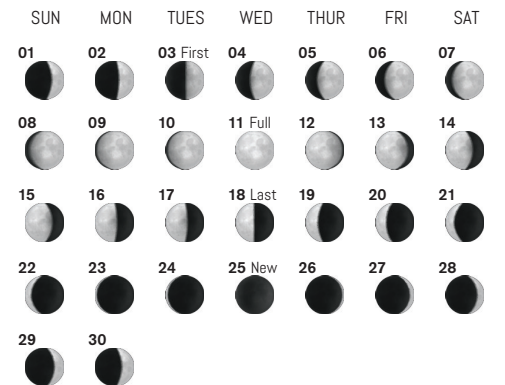 SUN MON TUES WED THUR FRI SAT
01 02 03 First 04 05 06 07
08 09 10 11 Full 12 13 14
15 16 17 18 Last 19 20 21
22 23 24 25 New 26 27 28
29 30